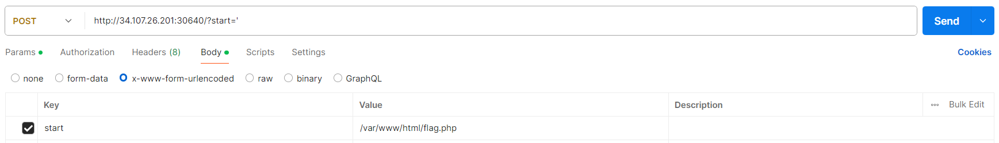 POST http://34.107.26.201:30640/?start=' Send
Params Authorization Headers (8) Body Scripts Settings Cookies
none form-data x-www-form-urlencoded raw binary GraphQL
Key Value Description Bulk Edit
start /var/www/html/flag.php